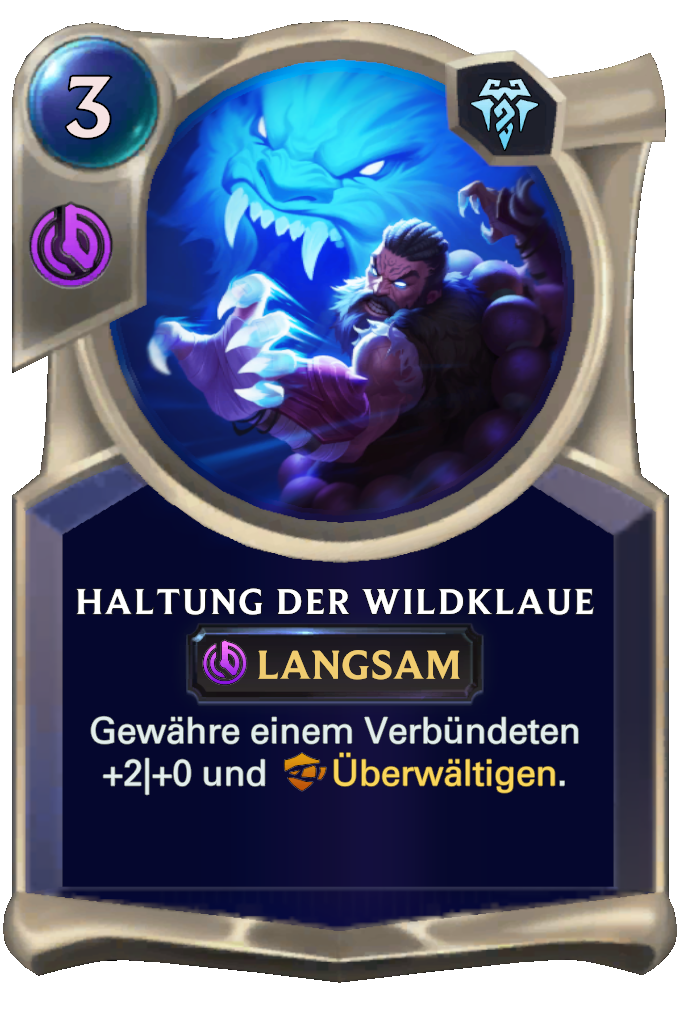 3
HALTUNG DER WILDKLAUE
LANGSAM
Gewähre einem Verbündeten
+2|+0 und Überwältigen.